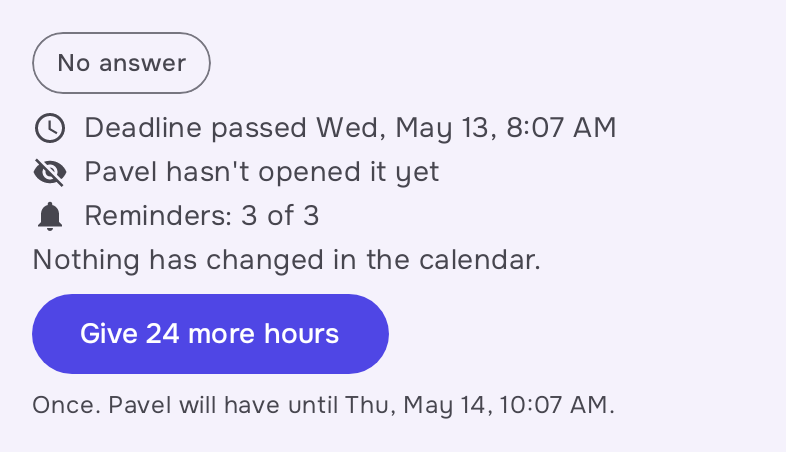 No answer
Deadline passed Wed, May 13, 8:07 AM
Pavel hasn't opened it yet
Reminders: 3 of 3
Nothing has changed in the calendar.
Give 24 more hours
Once. Pavel will have until Thu, May 14, 10:07 AM.